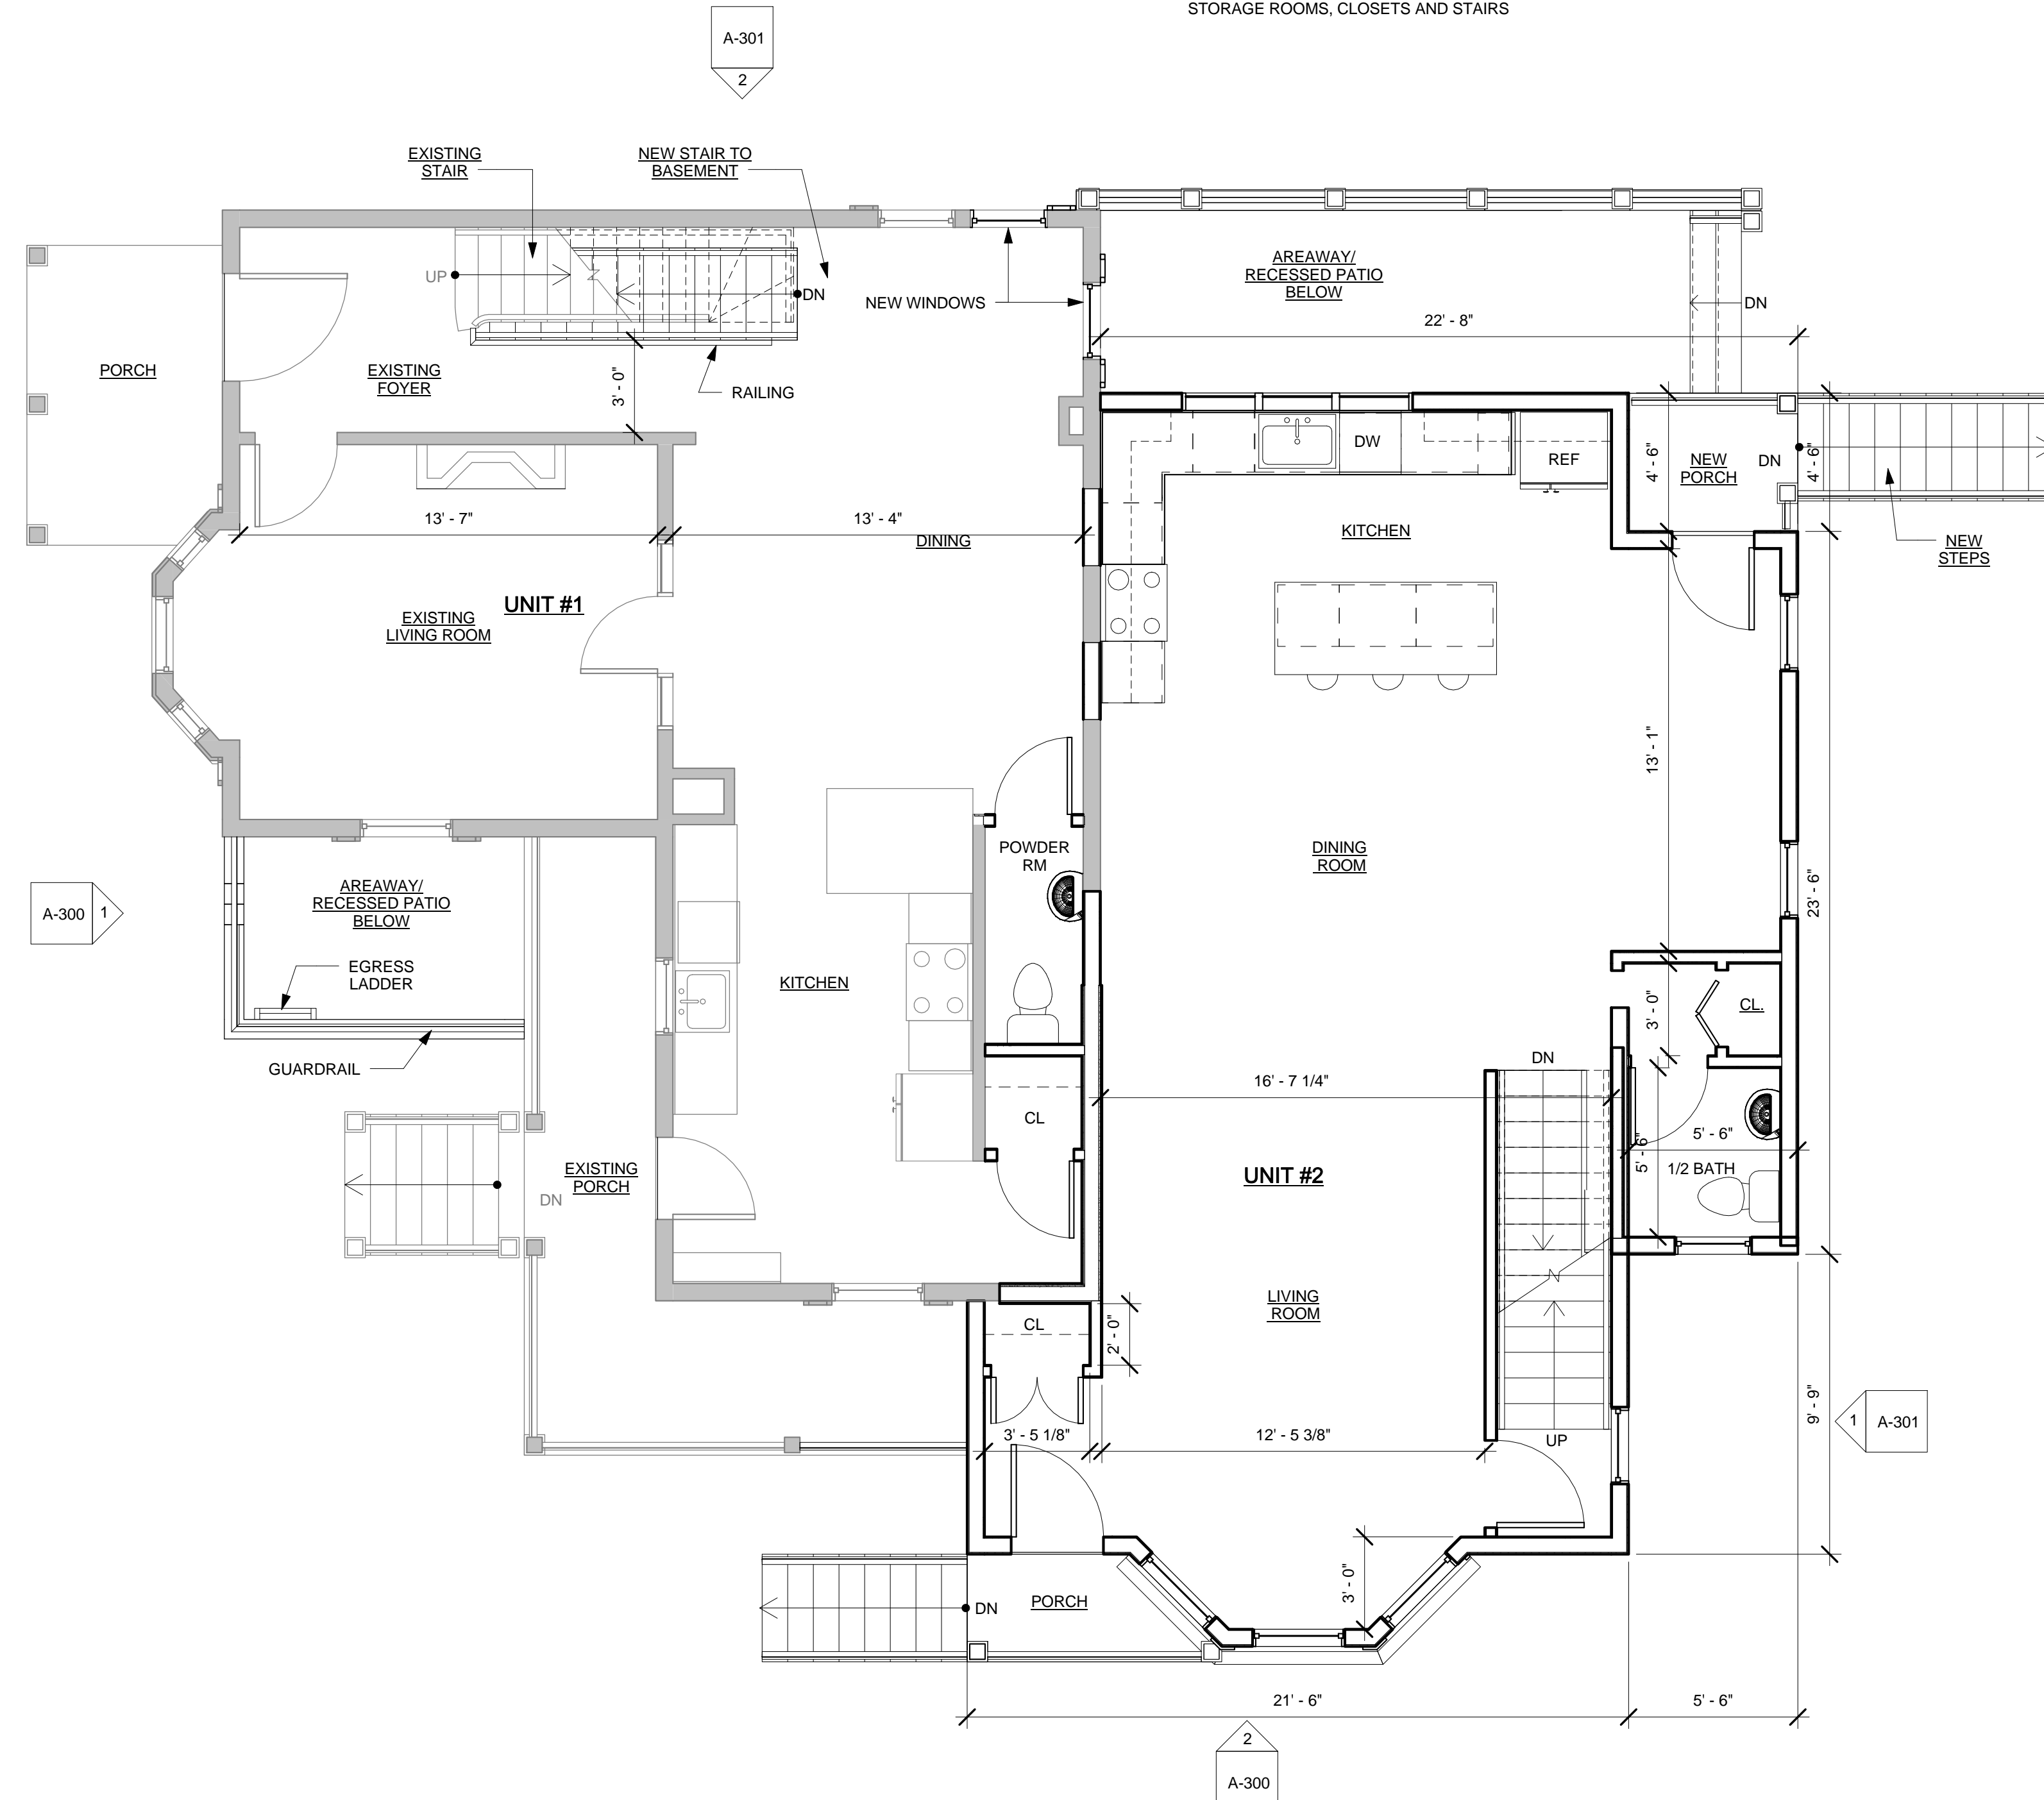 STORAGE ROOMS, CLOSETS AND STAIRS
A-301
2
EXISTING
STAIR
NEW STAIR TO
BASEMENT
UP
DN
NEW WINDOWS
AREAWAY/
RECESSED PATIO
BELOW
DN
22' - 8"
PORCH
EXISTING
FOYER
3' - 0"
RAILING
DW
REF
4' - 6"
NEW
PORCH
DN
4' - 6"
13' - 7"
13' - 4"
DINING
KITCHEN
NEW
STEPS
UNIT #1
EXISTING
LIVING ROOM
13' - 1"
POWDER
RM
DINING
ROOM
23' - 6"
A-300
1
AREAWAY/
RECESSED PATIO
BELOW
EGRESS
LADDER
KITCHEN
3' - 0"
CL.
GUARDRAIL
DN
16' - 7 1/4"
CL
5' - 6"
5' - 6"
EXISTING
PORCH
DN
UNIT #2
1/2 BATH
LIVING
ROOM
CL
2' - 0"
9' - 9"
1
A-301
3' - 5 1/8"
12' - 5 3/8"
UP
3' - 0"
DN
PORCH
21' - 6"
5' - 6"
2
A-300